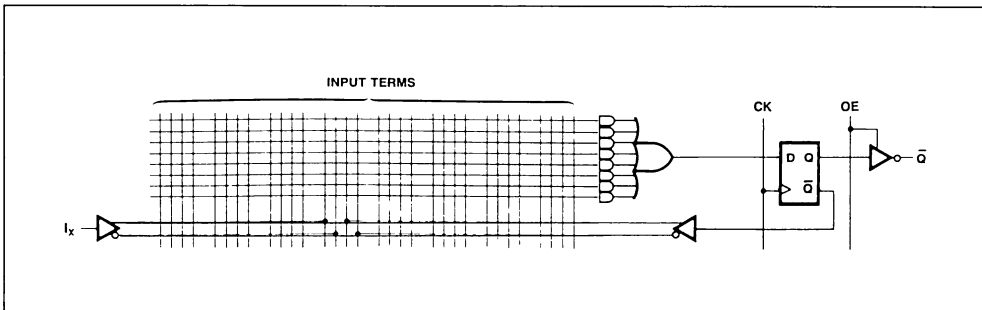 INPUT TERMS
CK
OE
D Q
Q̅
Q̅
Iₓ